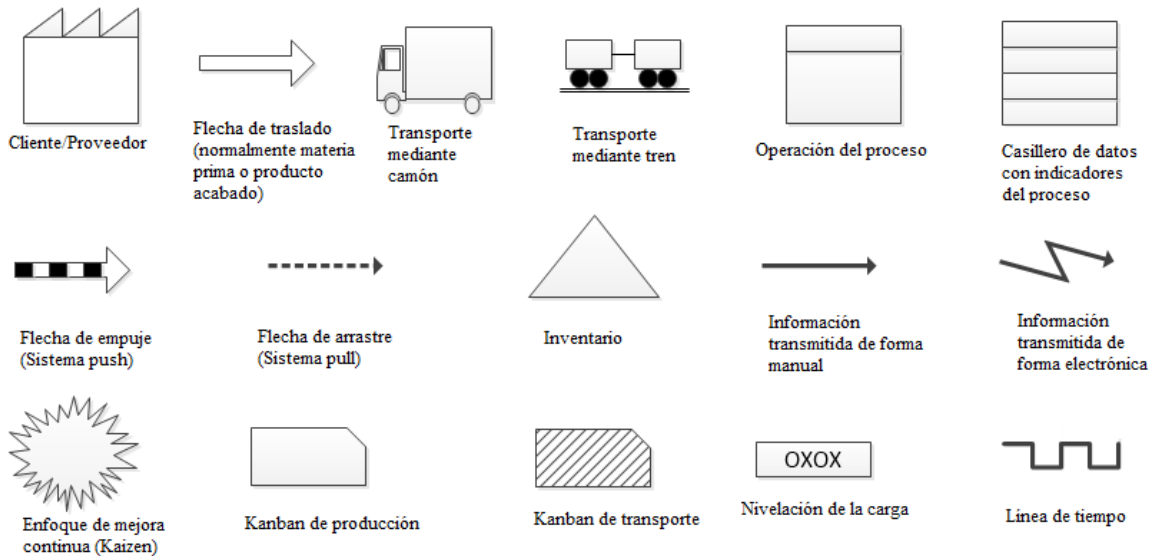 Cliente/Proveedor
Flecha de traslado
(normalmente materia
prima o producto
acabado)
Transporte
mediante
camón
Transporte
mediante tren
Operación del proceso
Casillero de datos
con indicadores
del proceso
Flecha de empuje
(Sistema push)
Flecha de arrastre
(Sistema pull)
Inventario
Información
transmitida de forma
manual
Información
transmitida de
forma electrónica
Enfoque de mejora
continua (Kaizen)
Kanban de producción
Kanban de transporte
OXOX
Nivelación de la carga
Linea de tiempo